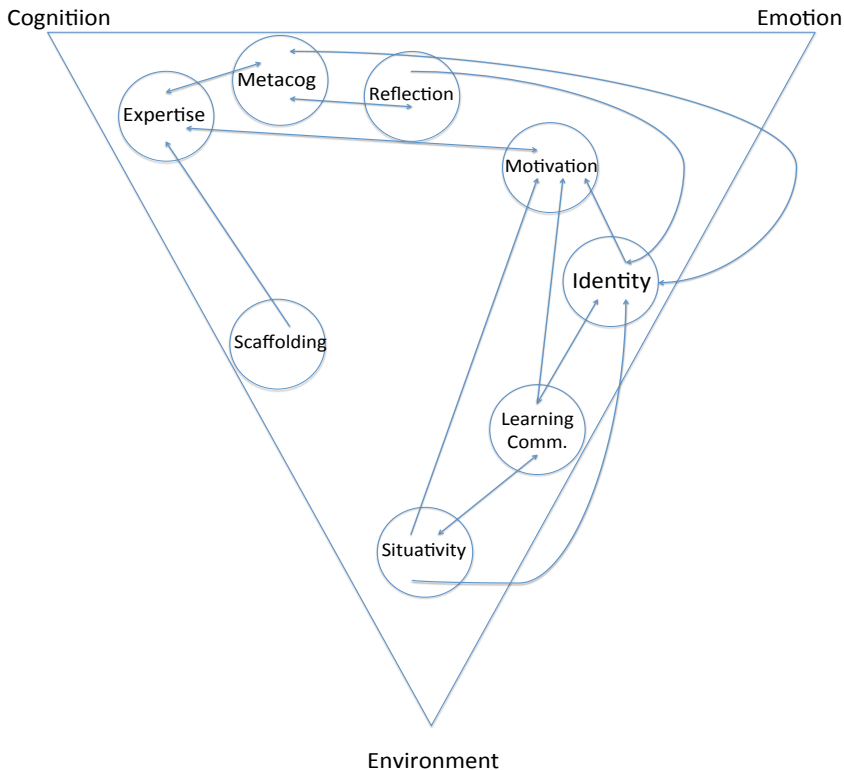 Cognitiion
Emotion
Metacog
Reflection
Expertise
Motivation
Identity
Scaffolding
Learning
Comm.
Situativity
Environment